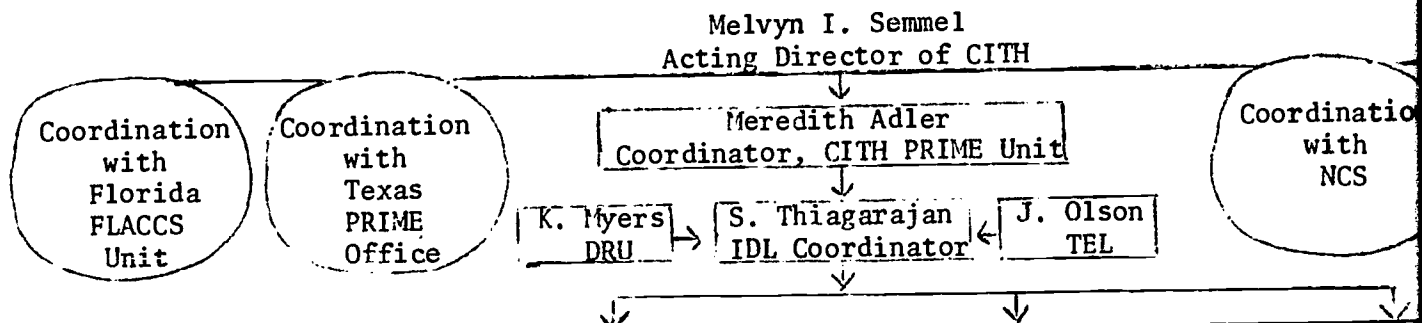 Melvyn I. Semmel
Acting Director of CITH
Coordination
with
Florida
FLACCS
Unit
Coordination
with
Texas
PRIME
Office
Meredith Adler
Coordinator, CITH PRIME Unit
K. Myers
DRU
S. Thiagarajan
IDL Coordinator
J. Olson
TEL
Coordinatio
with
NCS